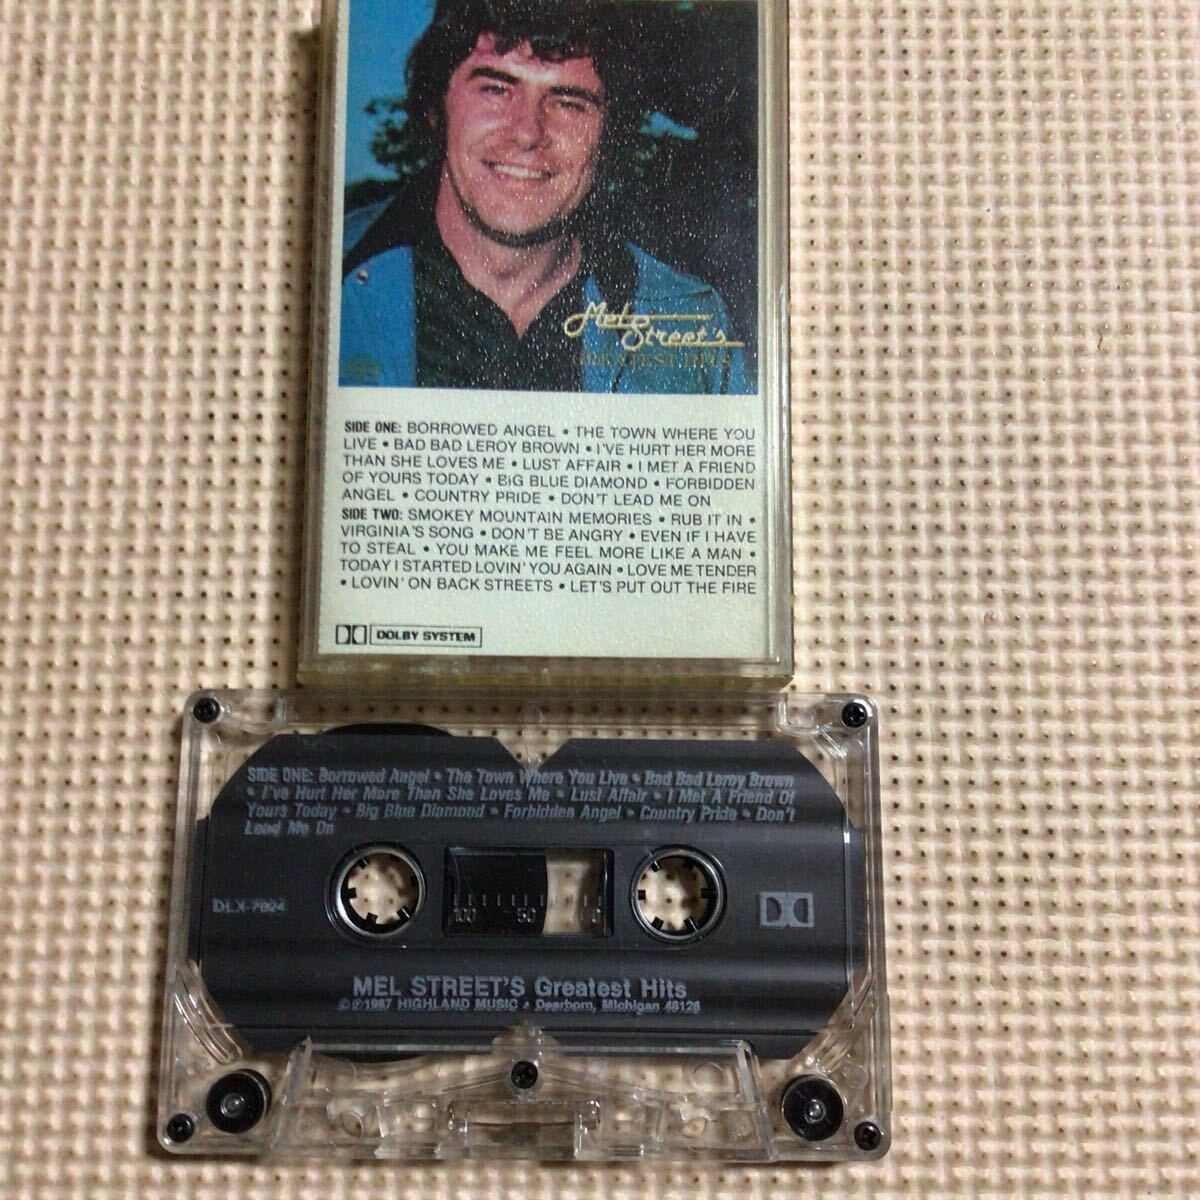 Mel
Street's
GREATEST HITS
SIDE ONE: BORROWED ANGEL • THE TOWN WHERE YOU
LIVE • BAD BAD LEROY BROWN • I'VE HURT HER MORE
THAN SHE LOVES ME • LUST AFFAIR • I MET A FRIEND
OF YOURS TODAY • BIG BLUE DIAMOND • FORBIDDEN
ANGEL • COUNTRY PRIDE • DON'T LEAD ME ON
SIDE TWO: SMOKEY MOUNTAIN MEMORIES • RUB IT IN •
VIRGINIA'S SONG • DON'T BE ANGRY • EVEN IF I HAVE
TO STEAL • YOU MAKE ME FEEL MORE LIKE A MAN •
TODAY I STARTED LOVIN' YOU AGAIN • LOVE ME TENDER
• LOVIN' ON BACK STREETS • LET'S PUT OUT THE FIRE
DOLBY SYSTEM
SIDE ONE: Borrowed Angel • The Town Where You Live • Bad Bad Leroy Brown
• I've Hurt Her More Than She Loves Me • Lust Affair • I Met A Friend Of
Yours Today • Big Blue Diamond • Forbidden Angel • Country Pride • Don't
Lead Me On
100 50 0
MEL STREET'S Greatest Hits
©℗1987 HIGHLAND MUSIC • Dearborn, Michigan 48128